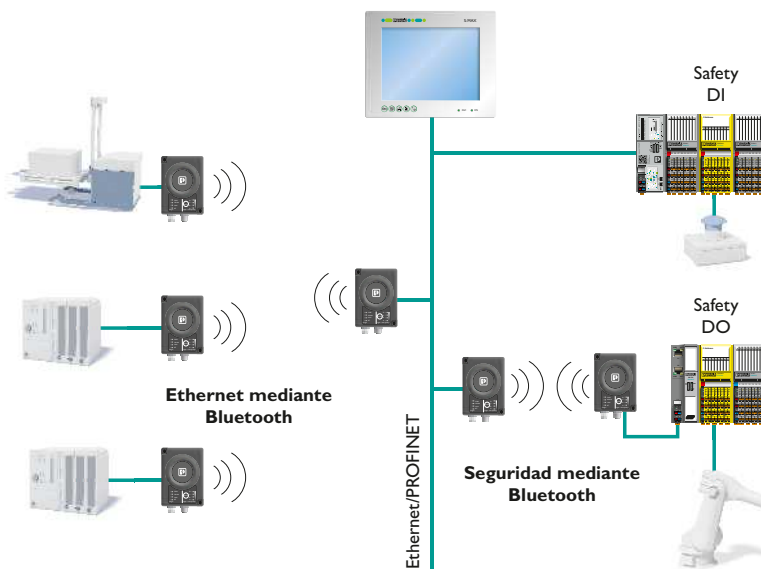 Safety
DI
Safety
DO
Ethernet mediante
Bluetooth
Ethernet/PROFINET
Seguridad mediante
Bluetooth